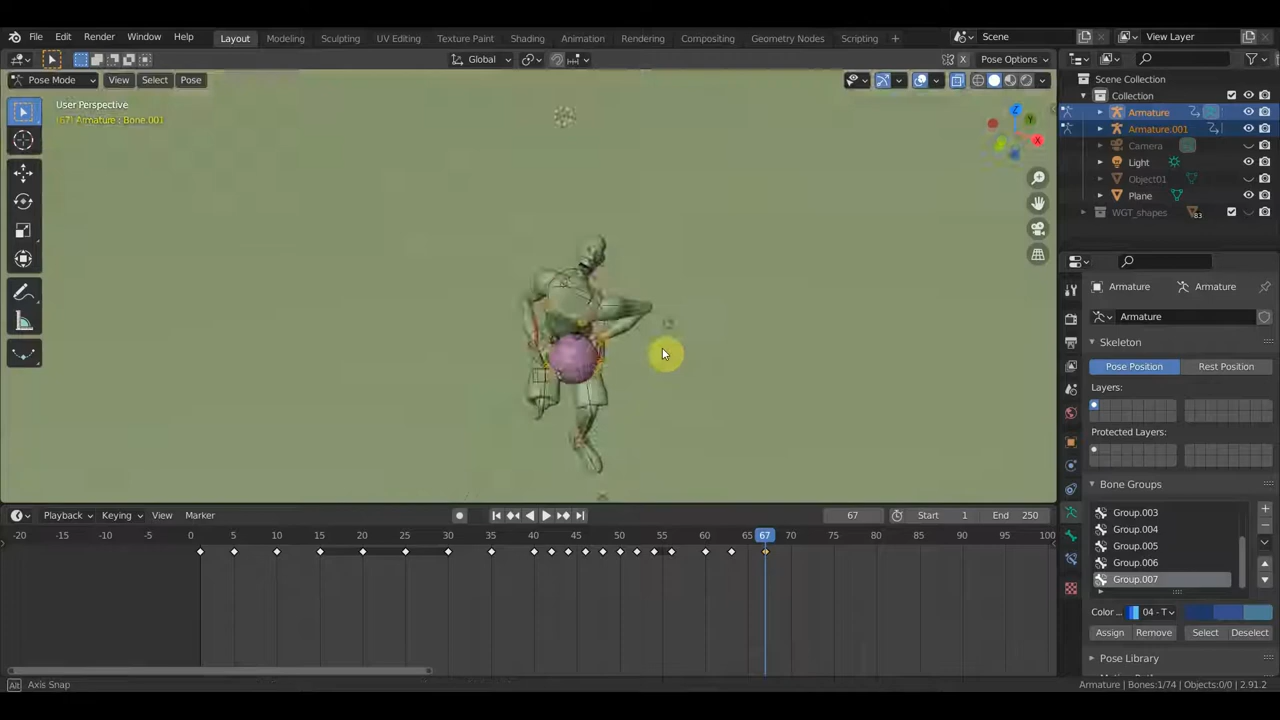 File Edit Render Window Help Layout Modeling Sculpting UV Editing Texture Paint Shading Animation Rendering Compositing Geometry Nodes Scripting + Scene View Layer
Global Pose Options
Pose Mode View Select Pose
User Perspective
(67) Armature : Bone.001
Z
Y
X
Scene Collection
Collection
Armature
Armature.001
Camera
Light
Object01
Plane
WGT_shapes 83
Armature Armature
Armature
Skeleton
Pose Position Rest Position
Layers:
Protected Layers:
Bone Groups
Group.003
Group.004
Group.005
Group.006
Group.007
Color... 04 - T
Assign Remove Select Deselect
Pose Library
Playback Keying View Marker 67 Start 1 End 250
-20 -15 -10 -5 0 5 10 15 20 25 30 35 40 45 50 55 60 65 67 70 75 80 85 90 95 100
Alt Axis Snap
Armature | Bones:1/74 | Objects:0/0 | 2.91.2